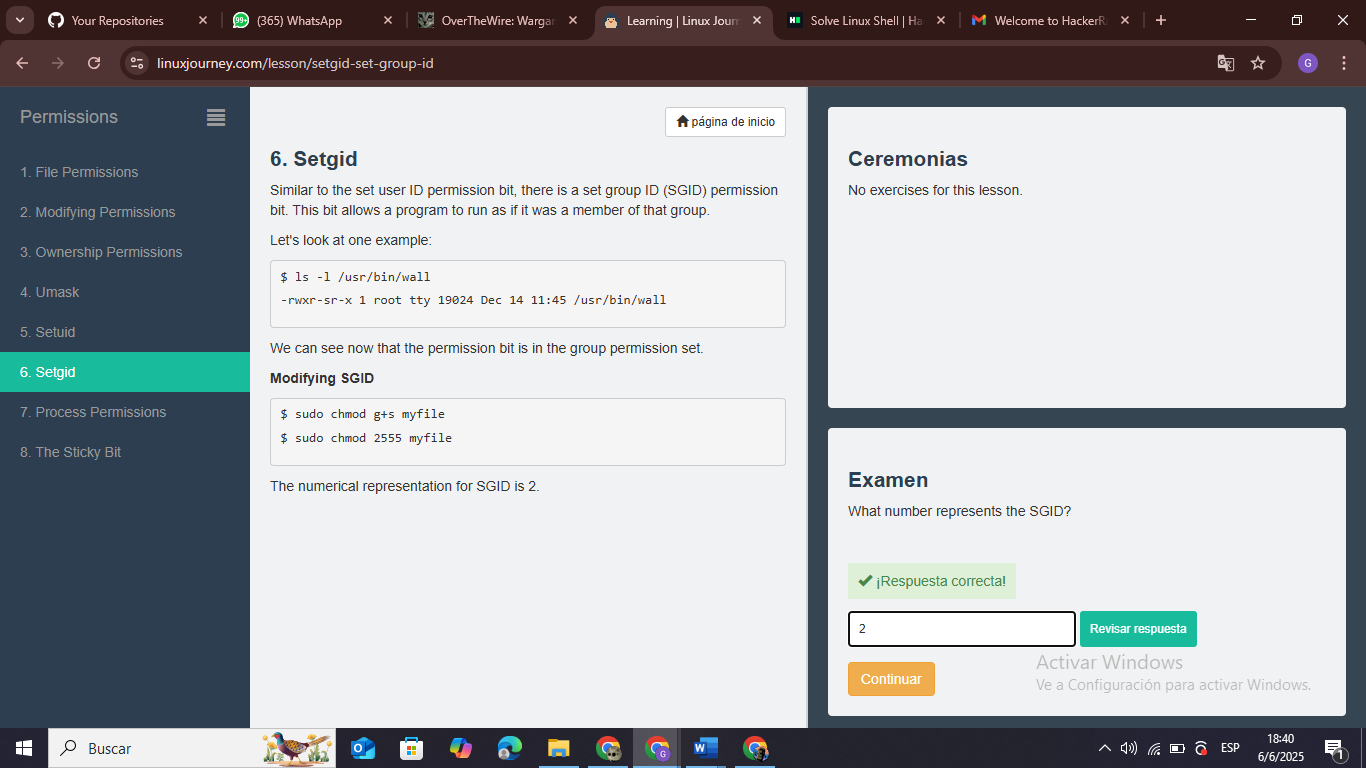 Your Repositories
99+
(365) WhatsApp
OverTheWire: Wargar
Learning | Linux Jour
Solve Linux Shell | Ha
Welcome to HackerR
linuxjourney.com/lesson/setgid-set-group-id
G
Permissions
1. File Permissions
2. Modifying Permissions
3. Ownership Permissions
4. Umask
5. Setuid
6. Setgid
7. Process Permissions
8. The Sticky Bit
página de inicio
6. Setgid
Similar to the set user ID permission bit, there is a set group ID (SGID) permission
bit. This bit allows a program to run as if it was a member of that group.
Let's look at one example:
$ ls -l /usr/bin/wall
-rwxr-sr-x 1 root tty 19024 Dec 14 11:45 /usr/bin/wall
We can see now that the permission bit is in the group permission set.
Modifying SGID
$ sudo chmod g+s myfile
$ sudo chmod 2555 myfile
The numerical representation for SGID is 2.
Ceremonias
No exercises for this lesson.
Examen
What number represents the SGID?
¡Respuesta correcta!
2
Revisar respuesta
Continuar
Activar Windows
Ve a Configuración para activar Windows.
Buscar
ESP
18:40
6/6/2025
1